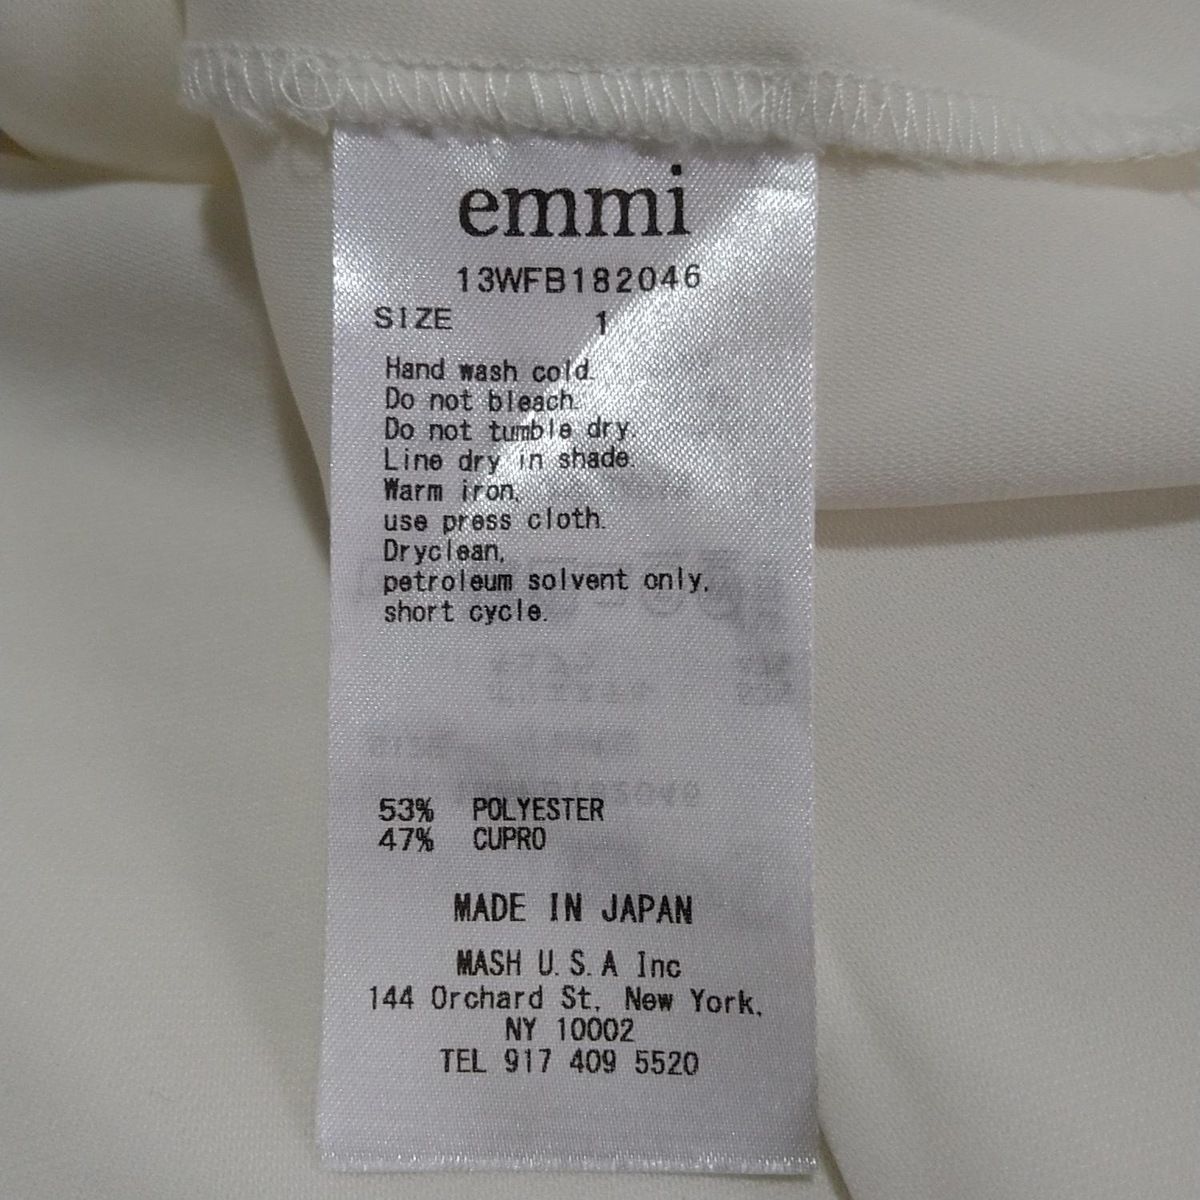 emmi
13WFB182046
SIZE 1
Hand wash cold.
Do not bleach.
Do not tumble dry.
Line dry in shade.
Warm iron,
use press cloth.
Dryclean,
petroleum solvent only,
short cycle.
53% POLYESTER
47% CUPRO
MADE IN JAPAN
MASH U.S.A Inc
144 Orchard St, New York,
NY 10002
TEL 917 409 5520